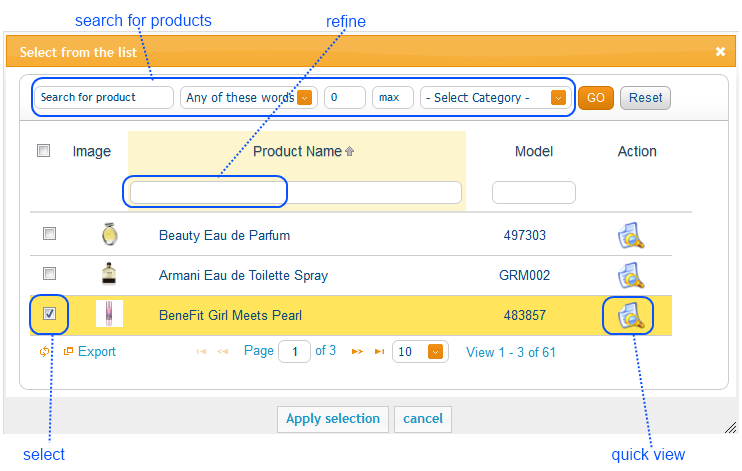 search for products
refine
Select from the list
Search for product Any of these words 0 max - Select Category - GO Reset
Image Product Name Model Action
Beauty Eau de Parfum 497303
Armani Eau de Toilette Spray GRM002
BeneFit Girl Meets Pearl 483857
Export Page 1 of 3 10 View 1 - 3 of 61
Apply selection cancel
select
quick view